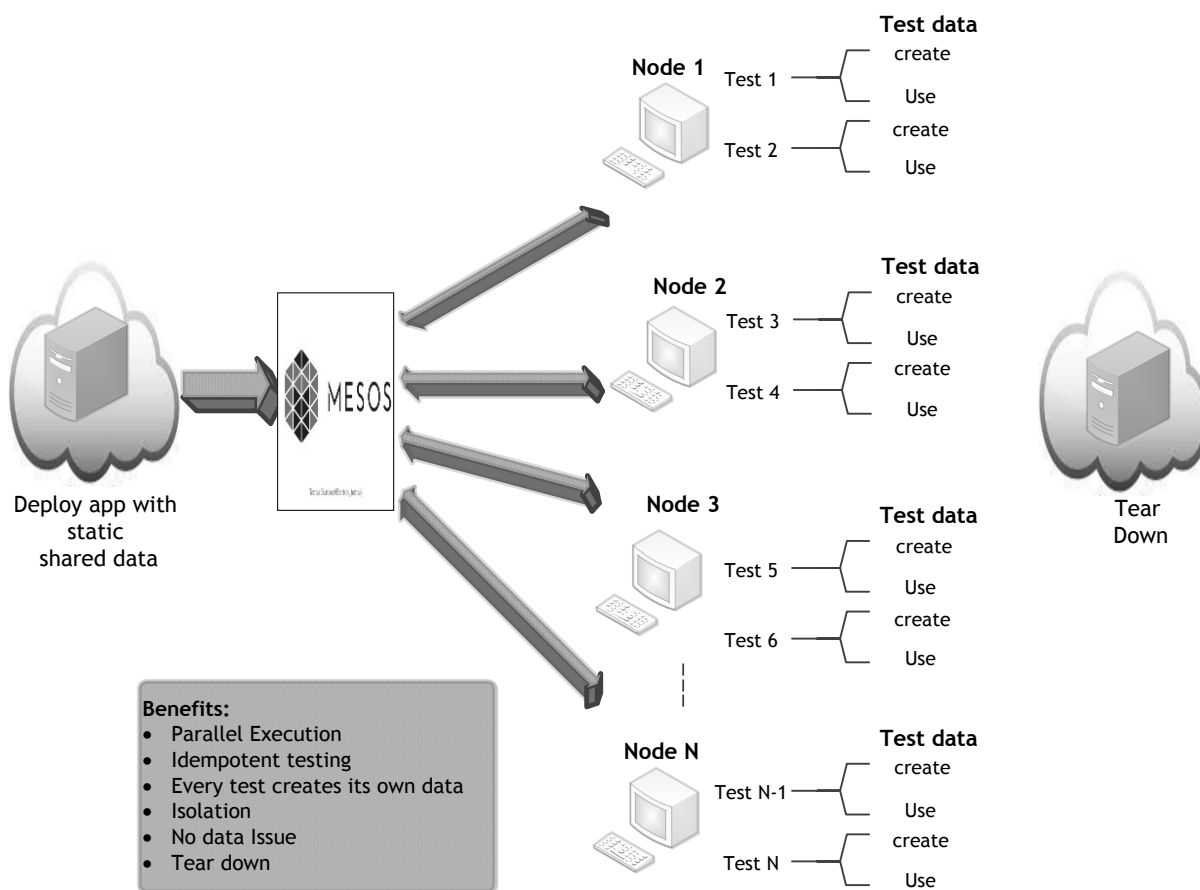 Test data
Node 1
Test 1
create
Use
Test 2
create
Use
Test data
Node 2
Test 3
create
Use
Test 4
create
Use
MESOS
Deploy app with
static
shared data
Tear
Down
Node 3
Test data
Test 5
create
Use
Test 6
create
Use
Benefits:
• Parallel Execution
• Idempotent testing
• Every test creates its own data
• Isolation
• No data Issue
• Tear down
Node N
Test data
Test N-1
create
Use
Test N
create
Use